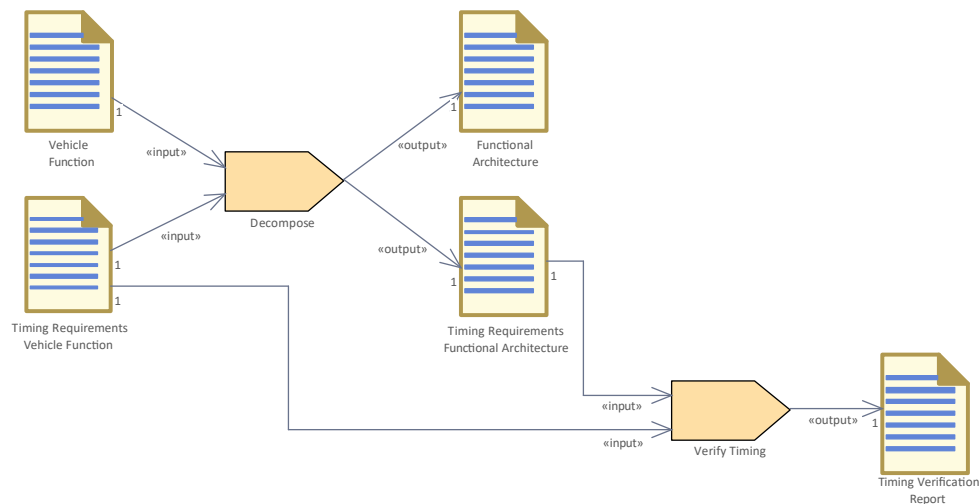 1
Vehicle
Function
«input»
Decompose
«input»
1
1
Timing Requirements
Vehicle Function
«output»
1
Functional
Architecture
«output»
1
1
Timing Requirements
Functional Architecture
«input»
«input»
Verify Timing
«output»
1
Timing Verification
Report